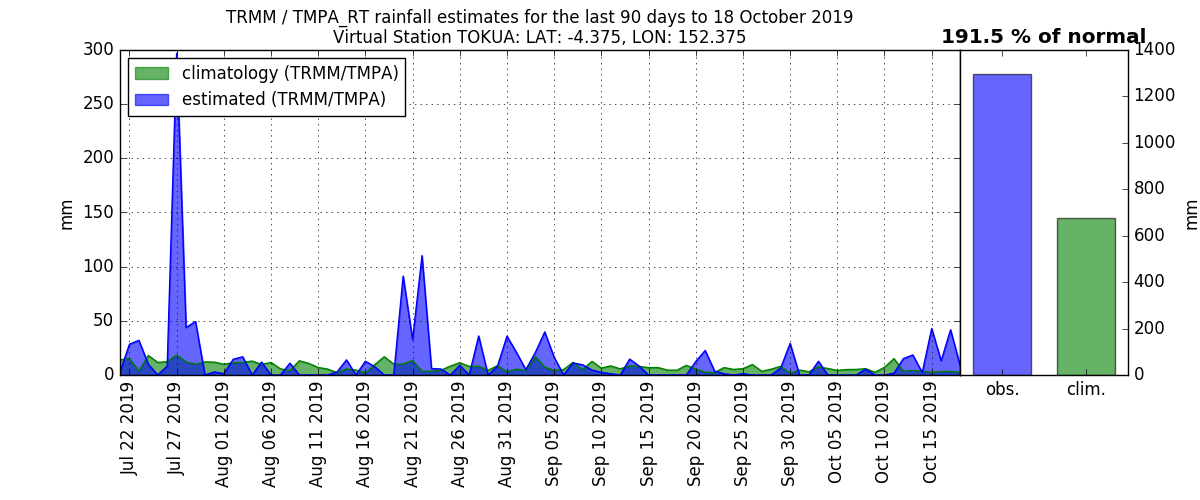 TRMM / TMPA_RT rainfall estimates for the last 90 days to 18 October 2019
Virtual Station TOKUA: LAT: -4.375, LON: 152.375
191.5 % of normal
climatology (TRMM/TMPA)
estimated (TRMM/TMPA)
300
250
200
150
100
50
0
mm
Jul 22 2019
Jul 27 2019
Aug 01 2019
Aug 06 2019
Aug 11 2019
Aug 16 2019
Aug 21 2019
Aug 26 2019
Aug 31 2019
Sep 05 2019
Sep 10 2019
Sep 15 2019
Sep 20 2019
Sep 25 2019
Sep 30 2019
Oct 05 2019
Oct 10 2019
Oct 15 2019
obs.
clim.
1400
1200
1000
800
600
400
200
0
mm